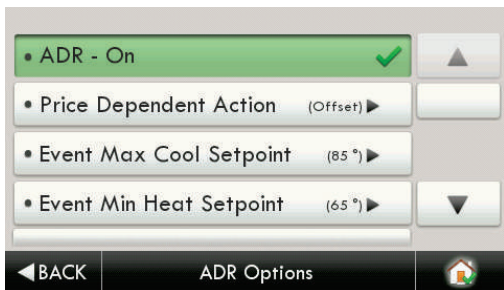 • ADR - On
• Price Dependent Action (Offset)
• Event Max Cool Setpoint (85 °)
• Event Min Heat Setpoint (65 °)
BACK
ADR Options